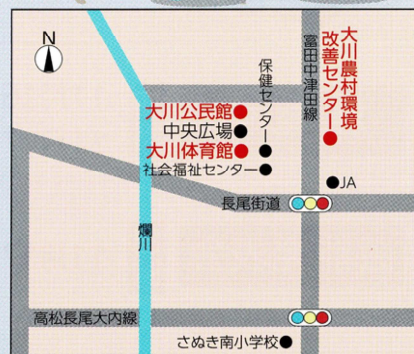 N
大川農村環境
改善センター
富田中津田線
保健センター
大川公民館
中央広場
大川体育館
社会福祉センター
JA
長尾街道
爛川
高松長尾大内線
さぬき南小学校